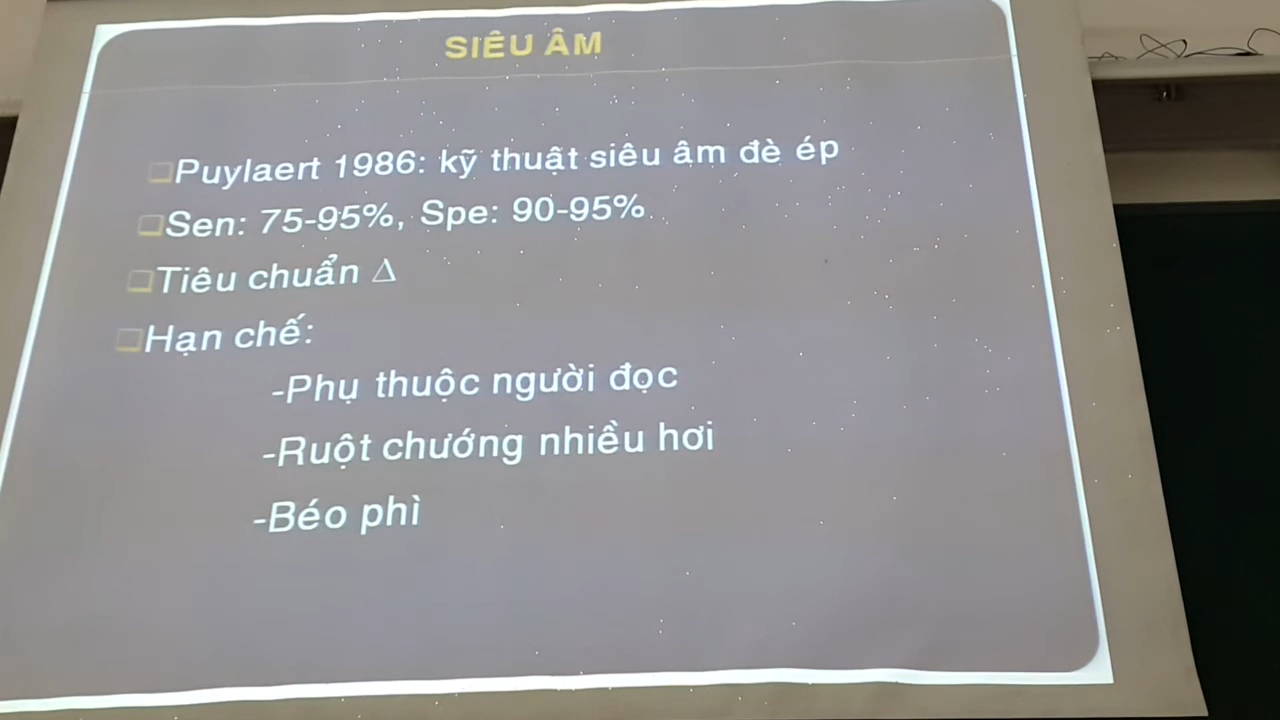 SIÊU ÂM
Puylaert 1986: kỹ thuật siêu âm đè ép
Sen: 75-95%, Spe: 90-95%
Tiêu chuẩn Δ
Hạn chế:
-Phụ thuộc người đọc
-Ruột chướng nhiều hơi
-Béo phì